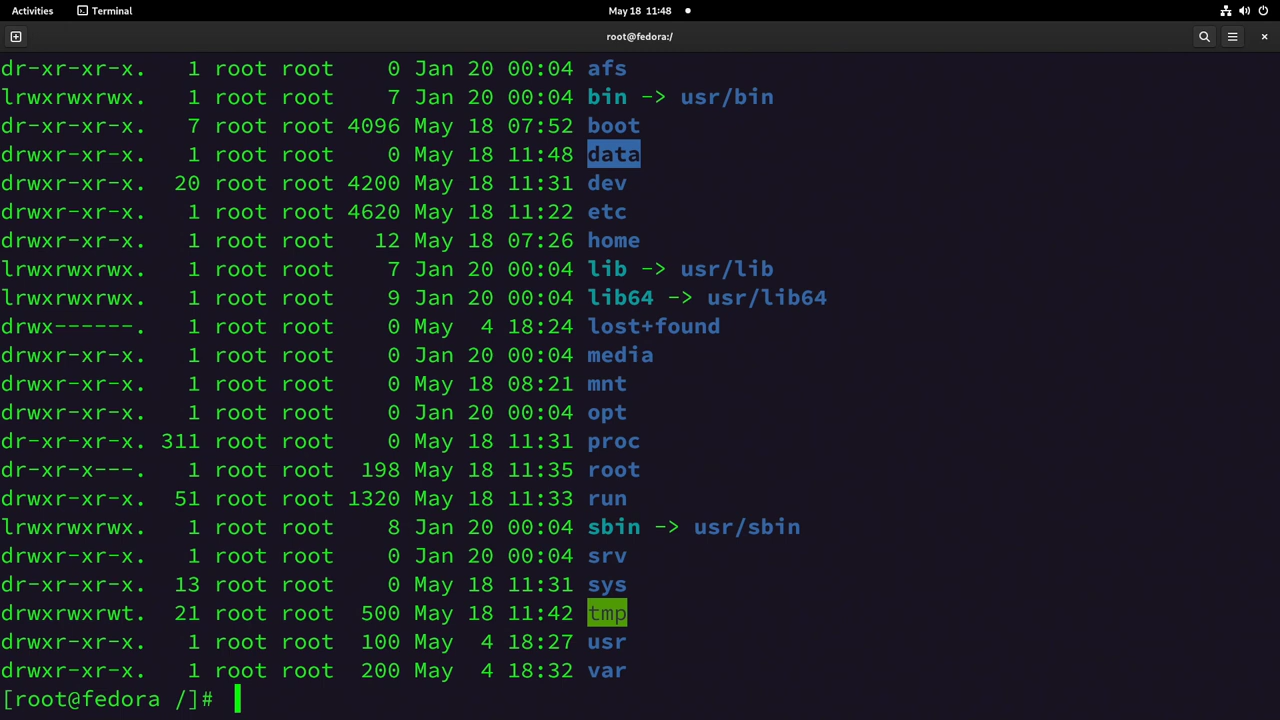 Activities Terminal May 18 11:48
root@fedora:/
dr-xr-xr-x. 1 root root 0 Jan 20 00:04 afs
lrwxrwxrwx. 1 root root 7 Jan 20 00:04 bin -> usr/bin
dr-xr-xr-x. 7 root root 4096 May 18 07:52 boot
drwxr-xr-x. 1 root root 0 May 18 11:48 data
drwxr-xr-x. 20 root root 4200 May 18 11:31 dev
drwxr-xr-x. 1 root root 4620 May 18 11:22 etc
drwxr-xr-x. 1 root root 12 May 18 07:26 home
lrwxrwxrwx. 1 root root 7 Jan 20 00:04 lib -> usr/lib
lrwxrwxrwx. 1 root root 9 Jan 20 00:04 lib64 -> usr/lib64
drwx------. 1 root root 0 May 4 18:24 lost+found
drwxr-xr-x. 1 root root 0 Jan 20 00:04 media
drwxr-xr-x. 1 root root 0 May 18 08:21 mnt
drwxr-xr-x. 1 root root 0 Jan 20 00:04 opt
dr-xr-xr-x. 311 root root 0 May 18 11:31 proc
dr-xr-x---. 1 root root 198 May 18 11:35 root
drwxr-xr-x. 51 root root 1320 May 18 11:33 run
lrwxrwxrwx. 1 root root 8 Jan 20 00:04 sbin -> usr/sbin
drwxr-xr-x. 1 root root 0 Jan 20 00:04 srv
dr-xr-xr-x. 13 root root 0 May 18 11:31 sys
drwxrwxrwt. 21 root root 500 May 18 11:42 tmp
drwxr-xr-x. 1 root root 100 May 4 18:27 usr
drwxr-xr-x. 1 root root 200 May 4 18:32 var
[root@fedora /]#